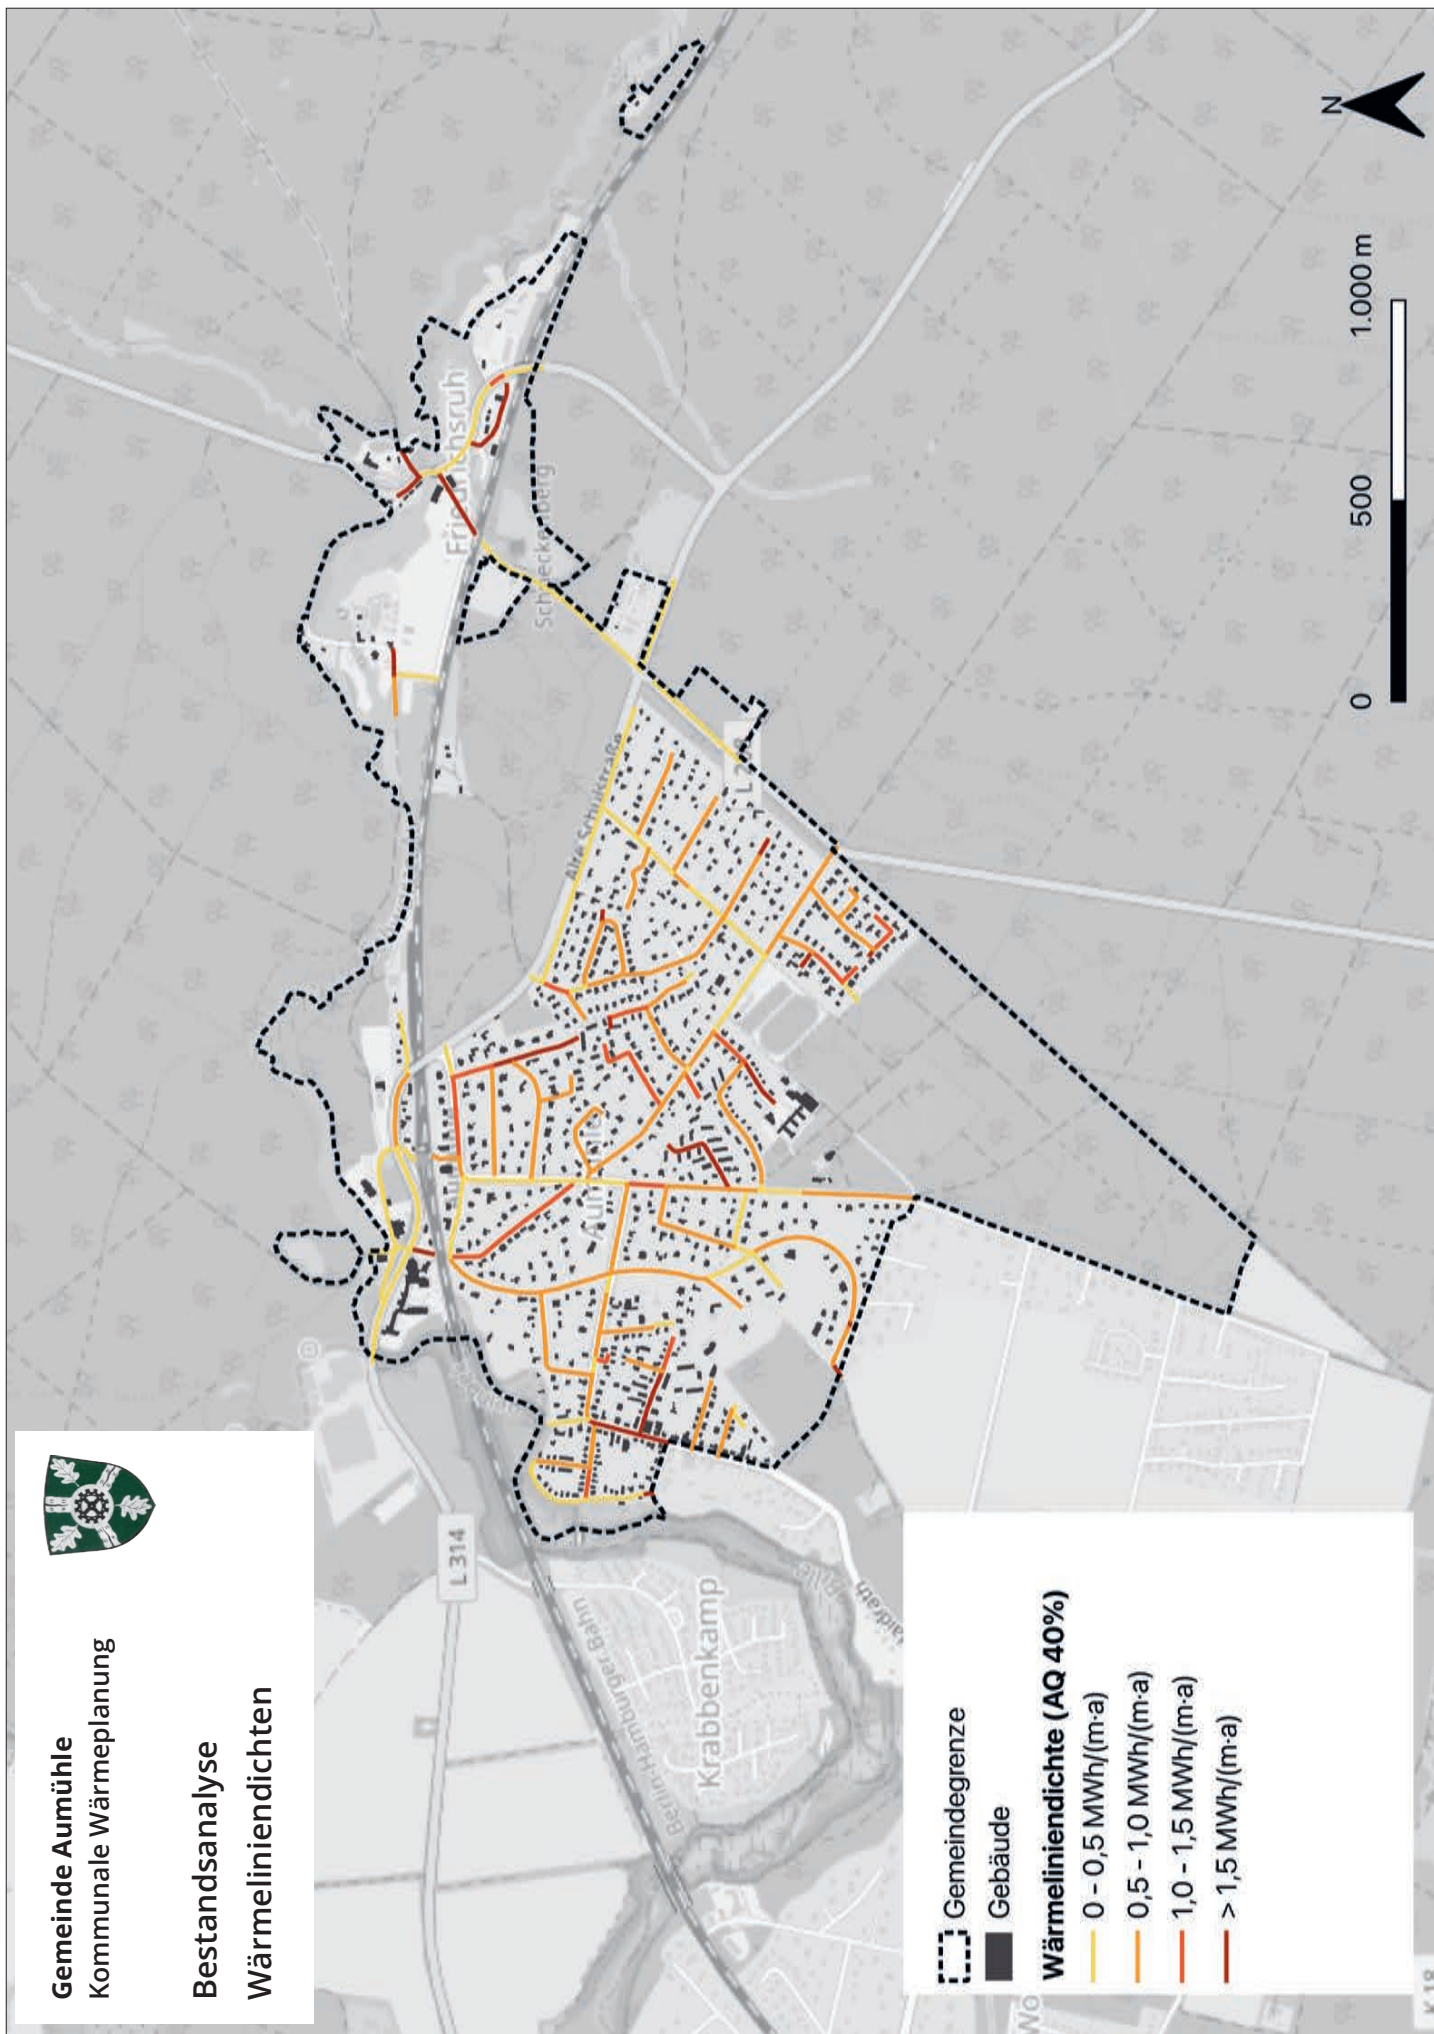 Gemeinde Aumühle
Kommunale Wärmeplanung
Bestandsanalyse
Wärmeliniendichten
L 314
Berlin-Hamburger-Bahn
Krabbenkamp
Bille
Aumühle
Alte Schulstraße
L 208
Friedrichsruh
Schneckenberg
N
0
500
1.000 m
Gemeindegrenze
Gebäude
Wärmeliniendichte (AQ 40%)
0 - 0,5 MWh/(m·a)
0,5 - 1,0 MWh/(m·a)
1,0 - 1,5 MWh/(m·a)
> 1,5 MWh/(m·a)
K 18